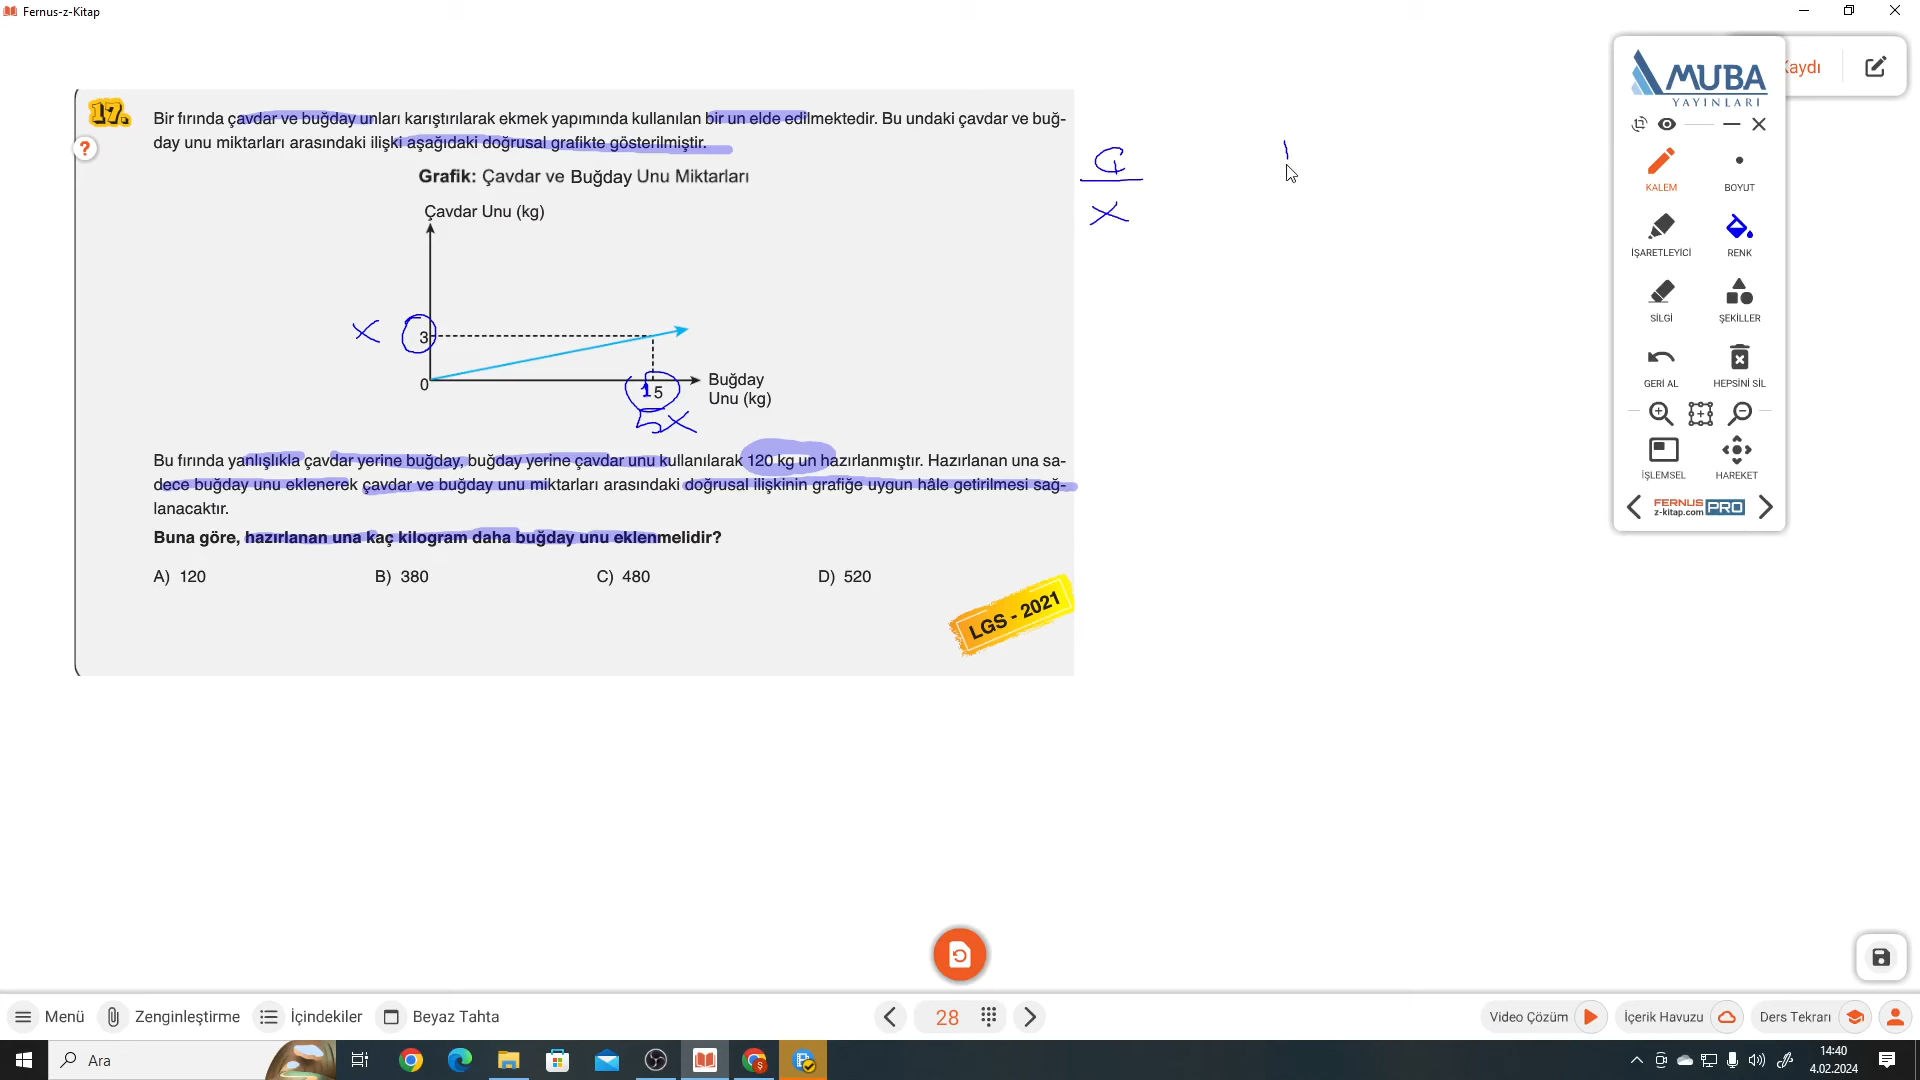 Fernus-z-Kitap
MUBA
YAYINLARI
Kaydı
17.
Bir fırında çavdar ve buğday unları karıştırılarak ekmek yapımında kullanılan bir un elde edilmektedir. Bu undaki çavdar ve buğ-
day unu miktarları arasındaki ilişki aşağıdaki doğrusal grafikte gösterilmiştir.
?
Grafik: Çavdar ve Buğday Unu Miktarları
Çavdar Unu (kg)
x 3
0
15
5x
Buğday
Unu (kg)
Ç
x
Bu fırında yanlışlıkla çavdar yerine buğday, buğday yerine çavdar unu kullanılarak 120 kg un hazırlanmıştır. Hazırlanan una sa-
dece buğday unu eklenerek çavdar ve buğday unu miktarları arasındaki doğrusal ilişkinin grafiğe uygun hâle getirilmesi sağ-
lanacaktır.
Buna göre, hazırlanan una kaç kilogram daha buğday unu eklenmelidir?
A) 120 B) 380 C) 480 D) 520
LGS - 2021
KALEM BOYUT
İŞARETLEYİCİ RENK
SİLGİ ŞEKİLLER
GERİ AL HEPSİNİ SİL
İŞLEMSEL HAREKET
FERNUS
z-kitap.com PRO
Menü Zenginleştirme İçindekiler Beyaz Tahta 28 Video Çözüm İçerik Havuzu Ders Tekrarı
Ara
14:40
4.02.2024